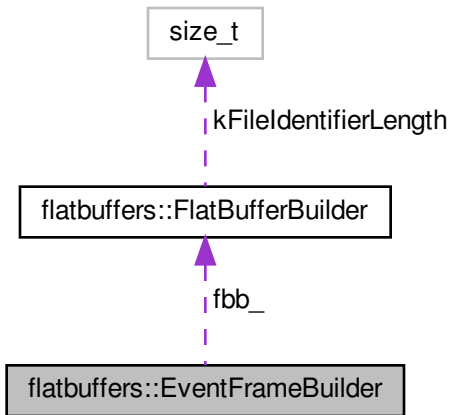 size_t
kFileIdentifierLength
flatbuffers::FlatBufferBuilder
fbb_
flatbuffers::EventFrameBuilder